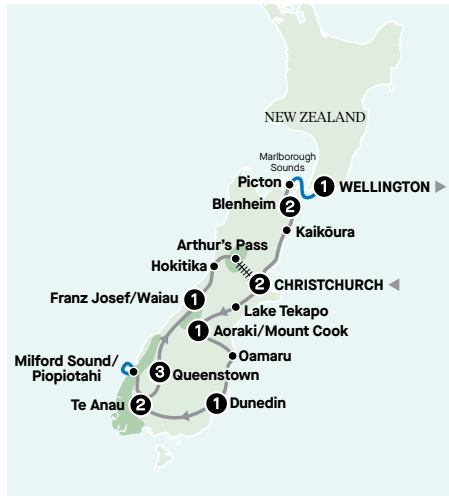 NEW ZEALAND
Marlborough
Sounds
Picton
1 WELLINGTON
Blenheim 2
Kaikōura
Arthur's Pass
Hokitika
2 CHRISTCHURCH
Franz Josef/Waiau 1
Lake Tekapo
1 Aoraki/Mount Cook
Oamaru
Milford Sound/
Piopiotahi
3 Queenstown
Te Anau 2
1 Dunedin